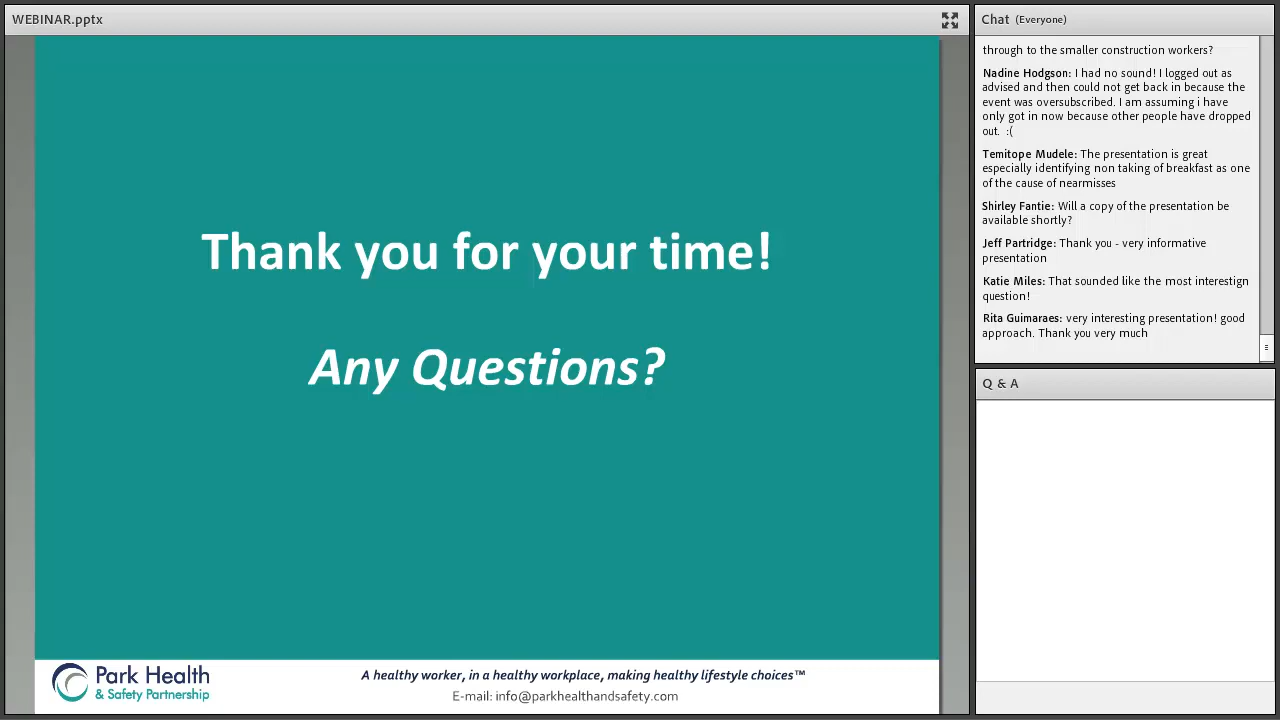 WEBINAR.pptx
Thank you for your time!
Any Questions?
Park Health
& Safety Partnership
A healthy worker, in a healthy workplace, making healthy lifestyle choices™
E-mail: info@parkhealthandsafety.com
Chat (Everyone)
through to the smaller construction workers?
Nadine Hodgson: I had no sound! I logged out as
advised and then could not get back in because the
event was oversubscribed. I am assuming i have
only got in now because other people have dropped
out. :(
Temitope Mudele: The presentation is great
especially identifying non taking of breakfast as one
of the cause of nearmisses
Shirley Fantie: Will a copy of the presentation be
available shortly?
Jeff Partridge: Thank you - very informative
presentation
Katie Miles: That sounded like the most interestign
question!
Rita Guimaraes: very interesting presentation! good
approach. Thank you very much
Q & A